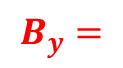 B_y =